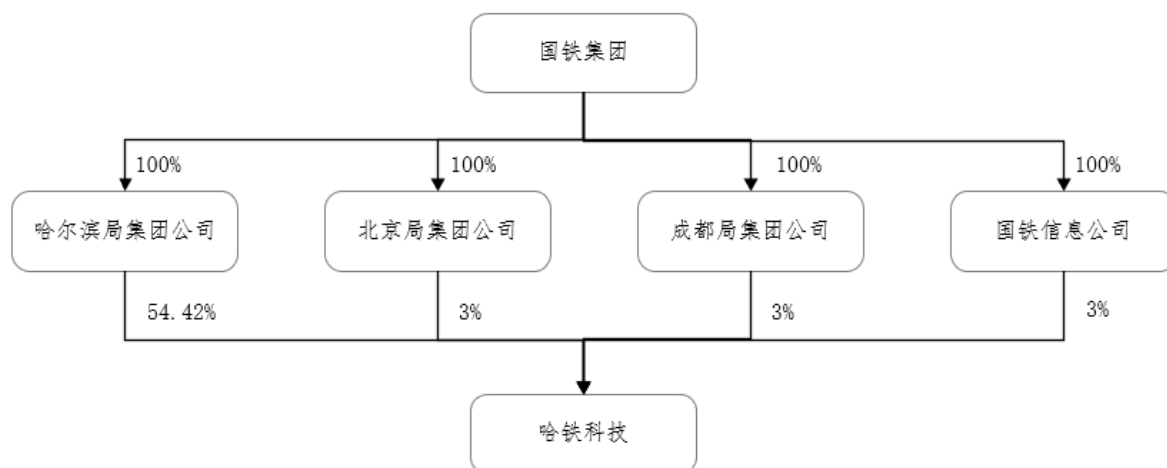 国铁集团
100%
100%
100%
100%
哈尔滨局集团公司
北京局集团公司
成都局集团公司
国铁信息公司
54.42%
3%
3%
3%
哈铁科技